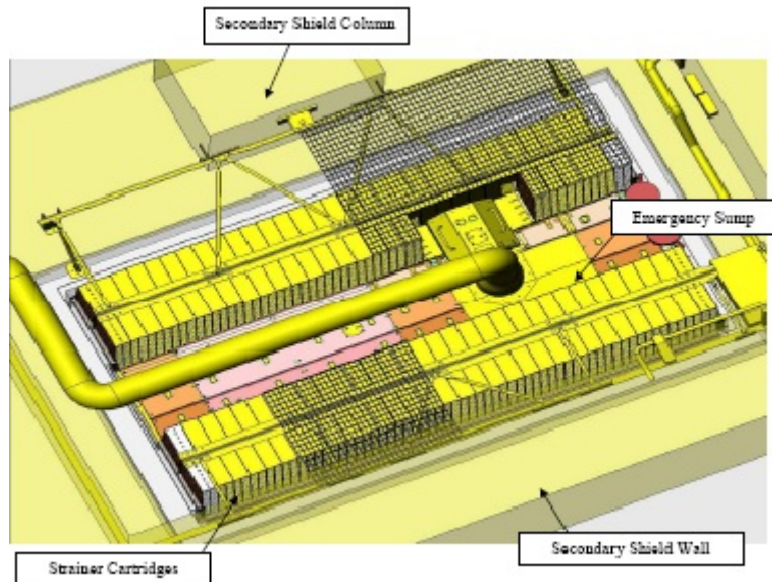 Secondary Shield Column
Emergency Sump
Secondary Shield Wall
Strainer Cartridges